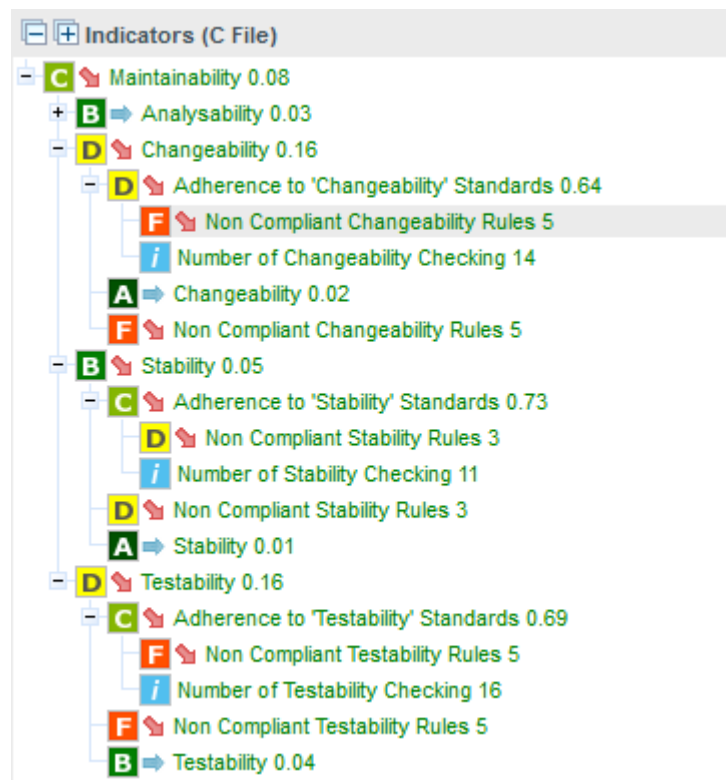 Indicators (C File)
C Maintainability 0.08
B Analysability 0.03
D Changeability 0.16
D Adherence to 'Changeability' Standards 0.64
F Non Compliant Changeability Rules 5
i Number of Changeability Checking 14
A Changeability 0.02
F Non Compliant Changeability Rules 5
B Stability 0.05
C Adherence to 'Stability' Standards 0.73
D Non Compliant Stability Rules 3
i Number of Stability Checking 11
D Non Compliant Stability Rules 3
A Stability 0.01
D Testability 0.16
C Adherence to 'Testability' Standards 0.69
F Non Compliant Testability Rules 5
i Number of Testability Checking 16
F Non Compliant Testability Rules 5
B Testability 0.04